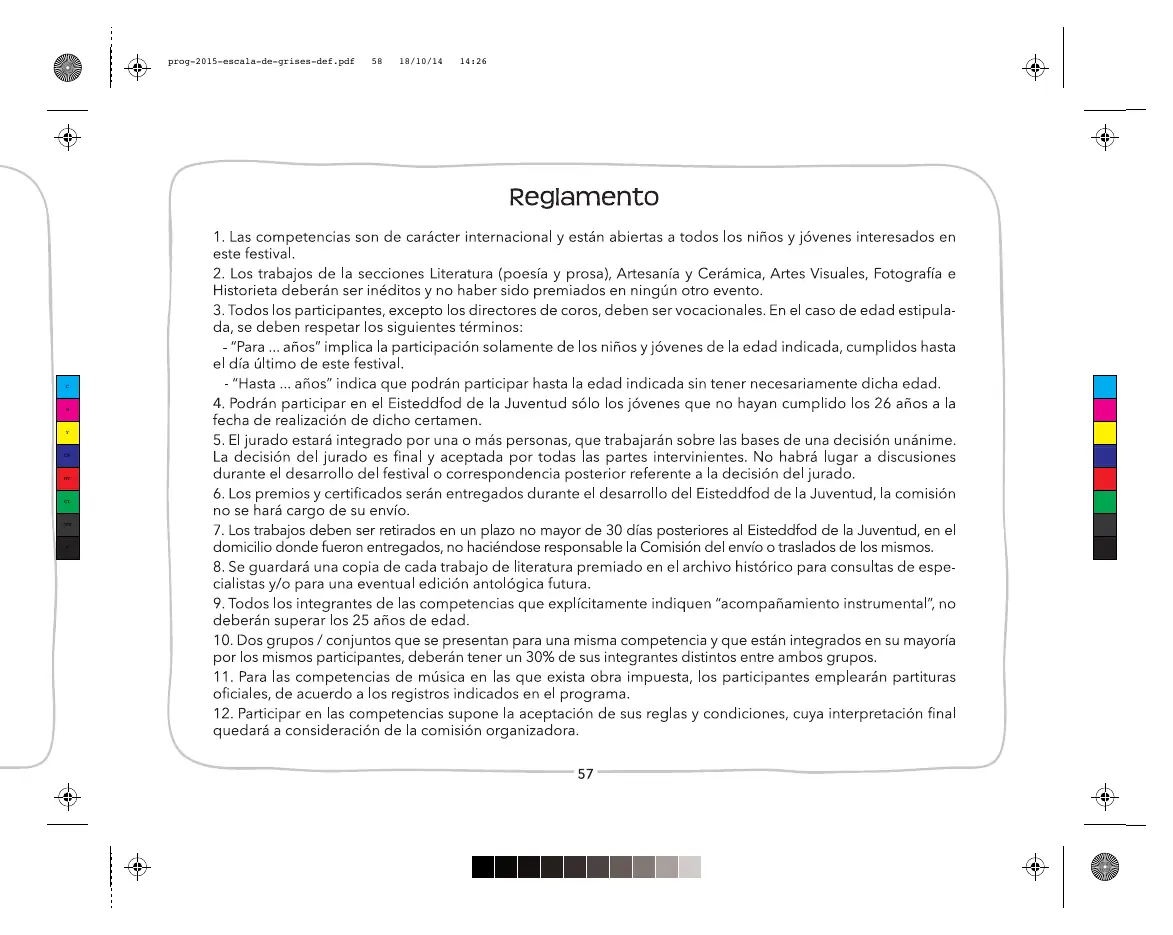 prog-2015-escala-de-grises-def.pdf 58 18/10/14 14:26
Reglamento
1. Las competencias son de carácter internacional y están abiertas a todos los niños y jóvenes interesados en
este festival.
2. Los trabajos de la secciones Literatura (poesía y prosa), Artesanía y Cerámica, Artes Visuales, Fotografía e
Historieta deberán ser inéditos y no haber sido premiados en ningún otro evento.
3. Todos los participantes, excepto los directores de coros, deben ser vocacionales. En el caso de edad estipula-
da, se deben respetar los siguientes términos:
- “Para ... años” implica la participación solamente de los niños y jóvenes de la edad indicada, cumplidos hasta
el día último de este festival.
- “Hasta ... años” indica que podrán participar hasta la edad indicada sin tener necesariamente dicha edad.
4. Podrán participar en el Eisteddfod de la Juventud sólo los jóvenes que no hayan cumplido los 26 años a la
fecha de realización de dicho certamen.
5. El jurado estará integrado por una o más personas, que trabajarán sobre las bases de una decisión unánime.
La decisión del jurado es final y aceptada por todas las partes intervinientes. No habrá lugar a discusiones
durante el desarrollo del festival o correspondencia posterior referente a la decisión del jurado.
6. Los premios y certificados serán entregados durante el desarrollo del Eisteddfod de la Juventud, la comisión
no se hará cargo de su envío.
7. Los trabajos deben ser retirados en un plazo no mayor de 30 días posteriores al Eisteddfod de la Juventud, en el
domicilio donde fueron entregados, no haciéndose responsable la Comisión del envío o traslados de los mismos.
8. Se guardará una copia de cada trabajo de literatura premiado en el archivo histórico para consultas de espe-
cialistas y/o para una eventual edición antológica futura.
9. Todos los integrantes de las competencias que explícitamente indiquen “acompañamiento instrumental”, no
deberán superar los 25 años de edad.
10. Dos grupos / conjuntos que se presentan para una misma competencia y que están integrados en su mayoría
por los mismos participantes, deberán tener un 30% de sus integrantes distintos entre ambos grupos.
11. Para las competencias de música en las que exista obra impuesta, los participantes emplearán partituras
oficiales, de acuerdo a los registros indicados en el programa.
12. Participar en las competencias supone la aceptación de sus reglas y condiciones, cuya interpretación final
quedará a consideración de la comisión organizadora.
57